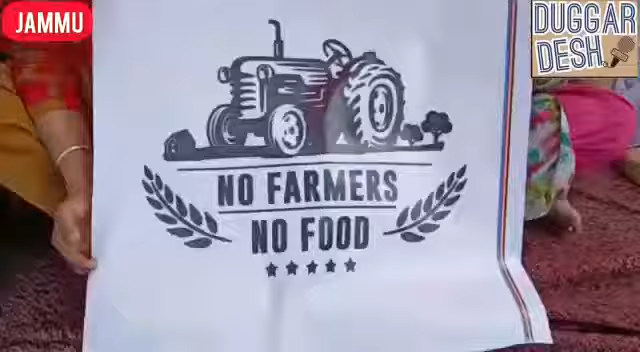 JAMMU
DUGGAR
DESH
NO FARMERS
NO FOOD